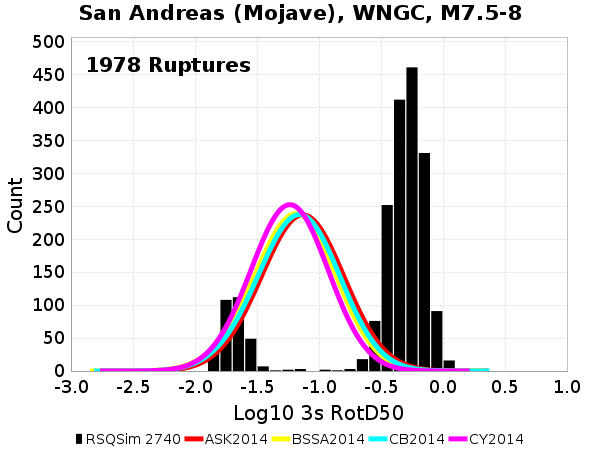 San Andreas (Mojave), WNGC, M7.5-8
1978 Ruptures
500
450
400
350
300
250
200
150
100
50
0
Count
-3.0 -2.5 -2.0 -1.5 -1.0 -0.5 0.0 0.5 1.0
Log10 3s RotD50
RSQSim 2740 ASK2014 BSSA2014 CB2014 CY2014